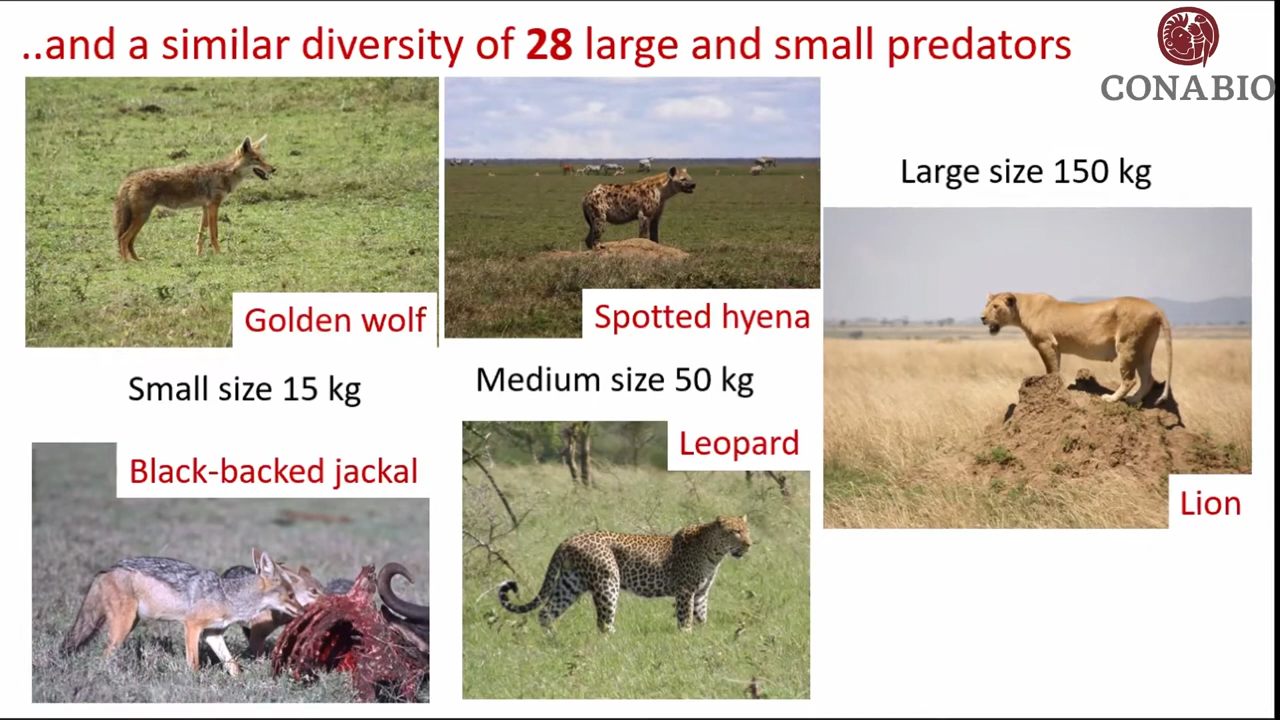 ..and a similar diversity of 28 large and small predators
CONABIO
Golden wolf
Spotted hyena
Large size 150 kg
Small size 15 kg
Medium size 50 kg
Black-backed jackal
Leopard
Lion